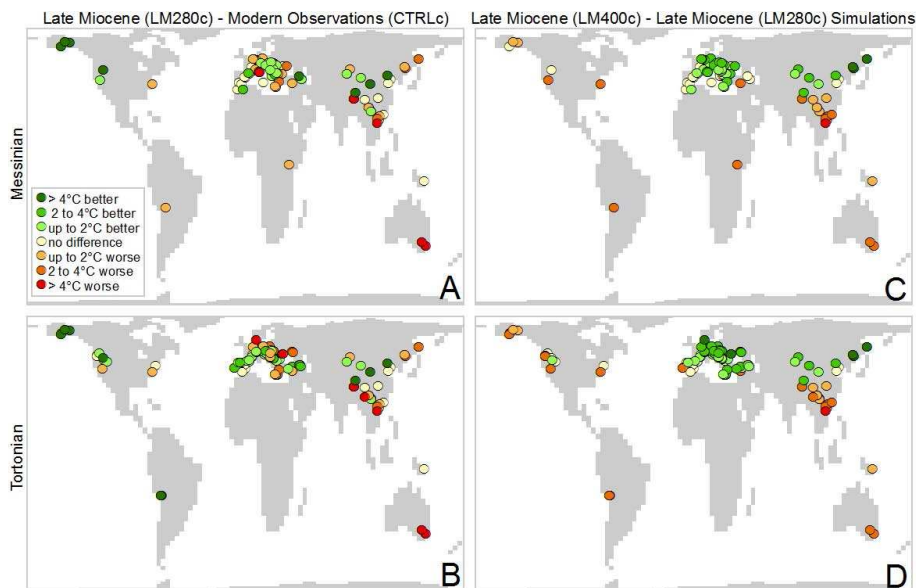 Late Miocene (LM280c) - Modern Observations (CTRLc)
Late Miocene (LM400c) - Late Miocene (LM280c) Simulations
Messinian
> 4°C better
2 to 4°C better
up to 2°C better
no difference
up to 2°C worse
2 to 4°C worse
> 4°C worse
A
C
Tortonian
B
D